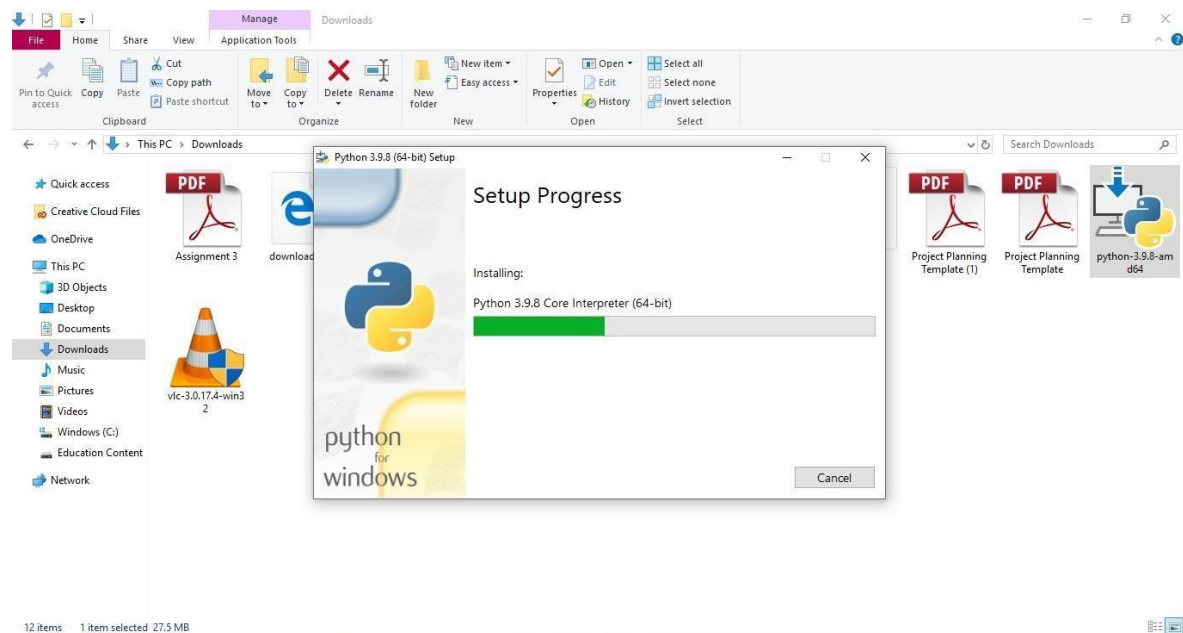 Manage
Downloads
File
Home
Share
View
Application Tools
Pin to Quick
access
Copy
Paste
Cut
Copy path
Paste shortcut
Clipboard
Move
to
Copy
to
Delete
Rename
Organize
New
folder
New item
Easy access
New
Properties
Open
Edit
History
Open
Select all
Select none
Invert selection
Select
This PC > Downloads
Search Downloads
Quick access
Creative Cloud Files
OneDrive
This PC
3D Objects
Desktop
Documents
Downloads
Music
Pictures
Videos
Windows (C:)
Education Content
Network
PDF
Assignment 3
download
vlc-3.0.17.4-win3
2
Python 3.9.8 (64-bit) Setup
Setup Progress
Installing:
Python 3.9.8 Core Interpreter (64-bit)
python
for
windows
Cancel
PDF
Project Planning
Template (1)
PDF
Project Planning
Template
python-3.9.8-am
d64
12 items
1 item selected 27.5 MB